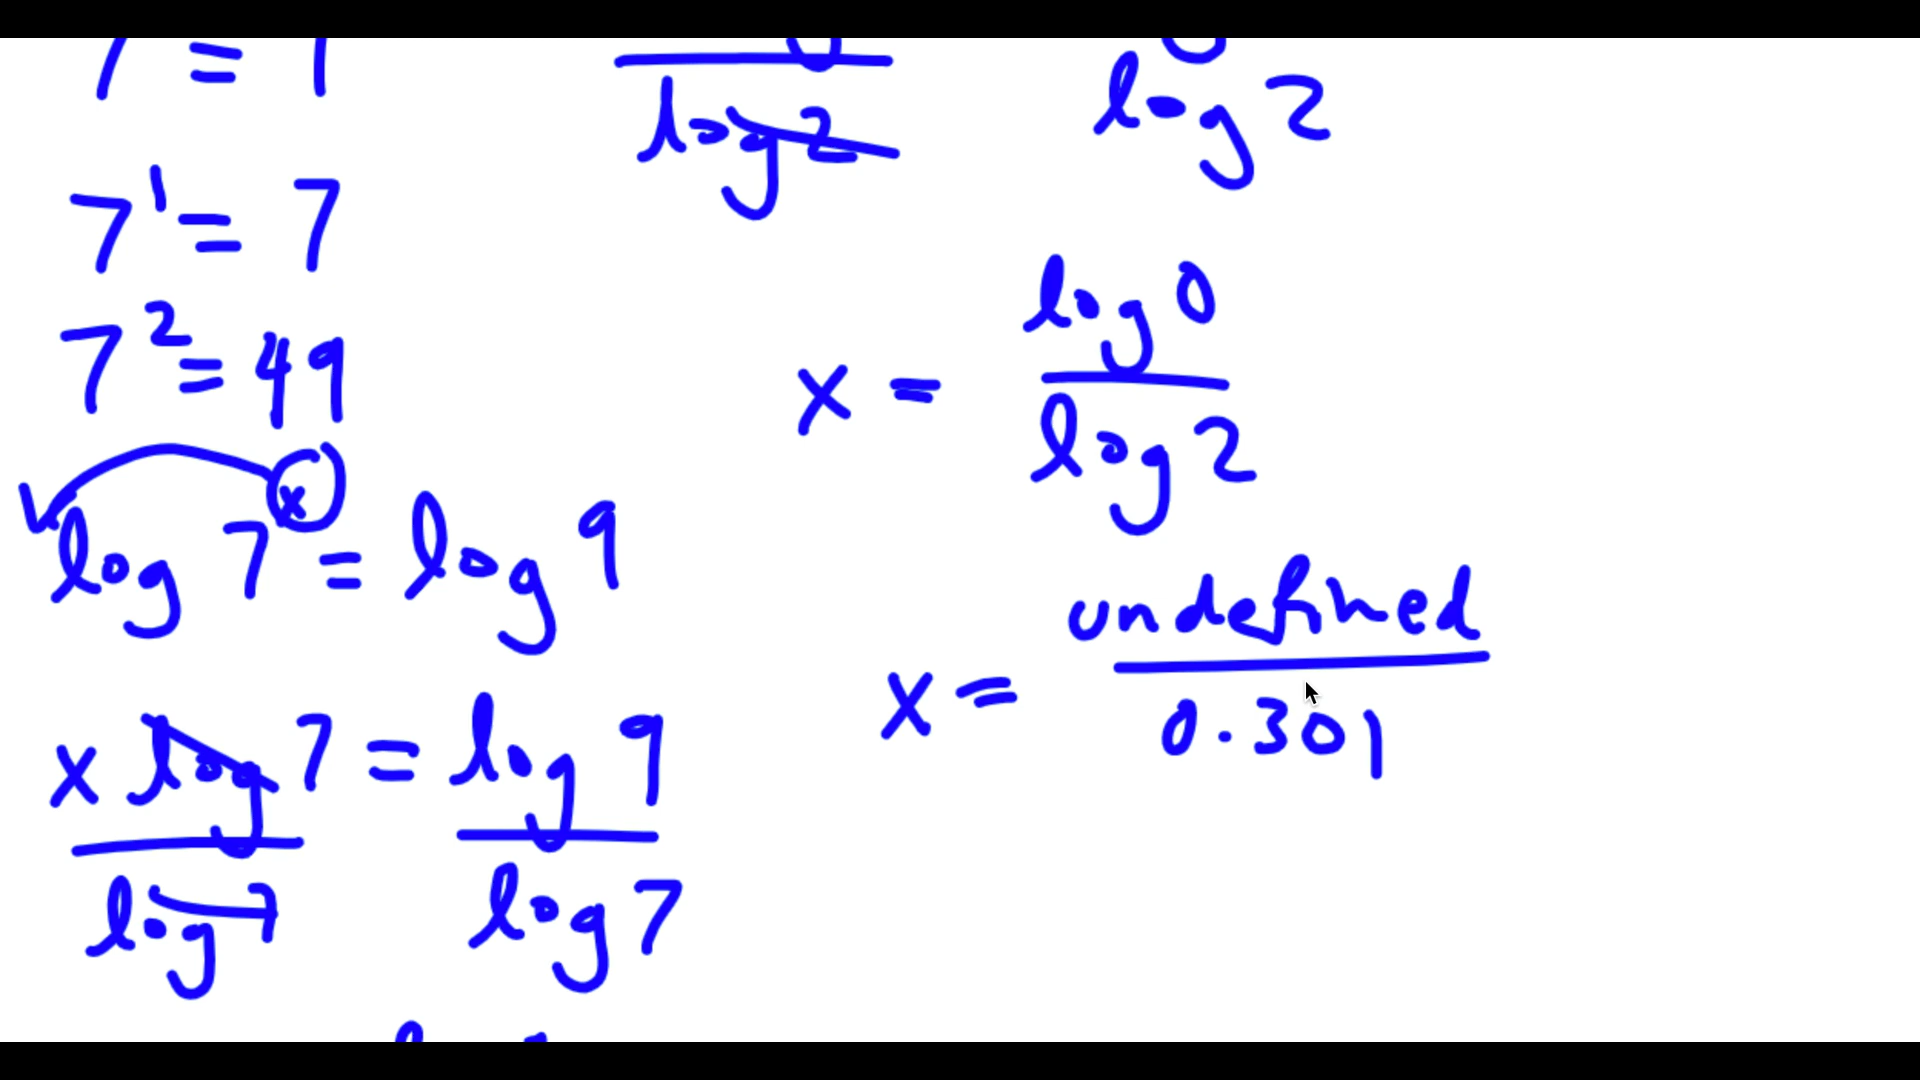 7 = 1
7¹ = 7
7² = 49
log 7ˣ = log 9
x log 7 = log 9
log 7 log 7
log 2 log 2
x = log 0
log 2
x = undefined
0.301